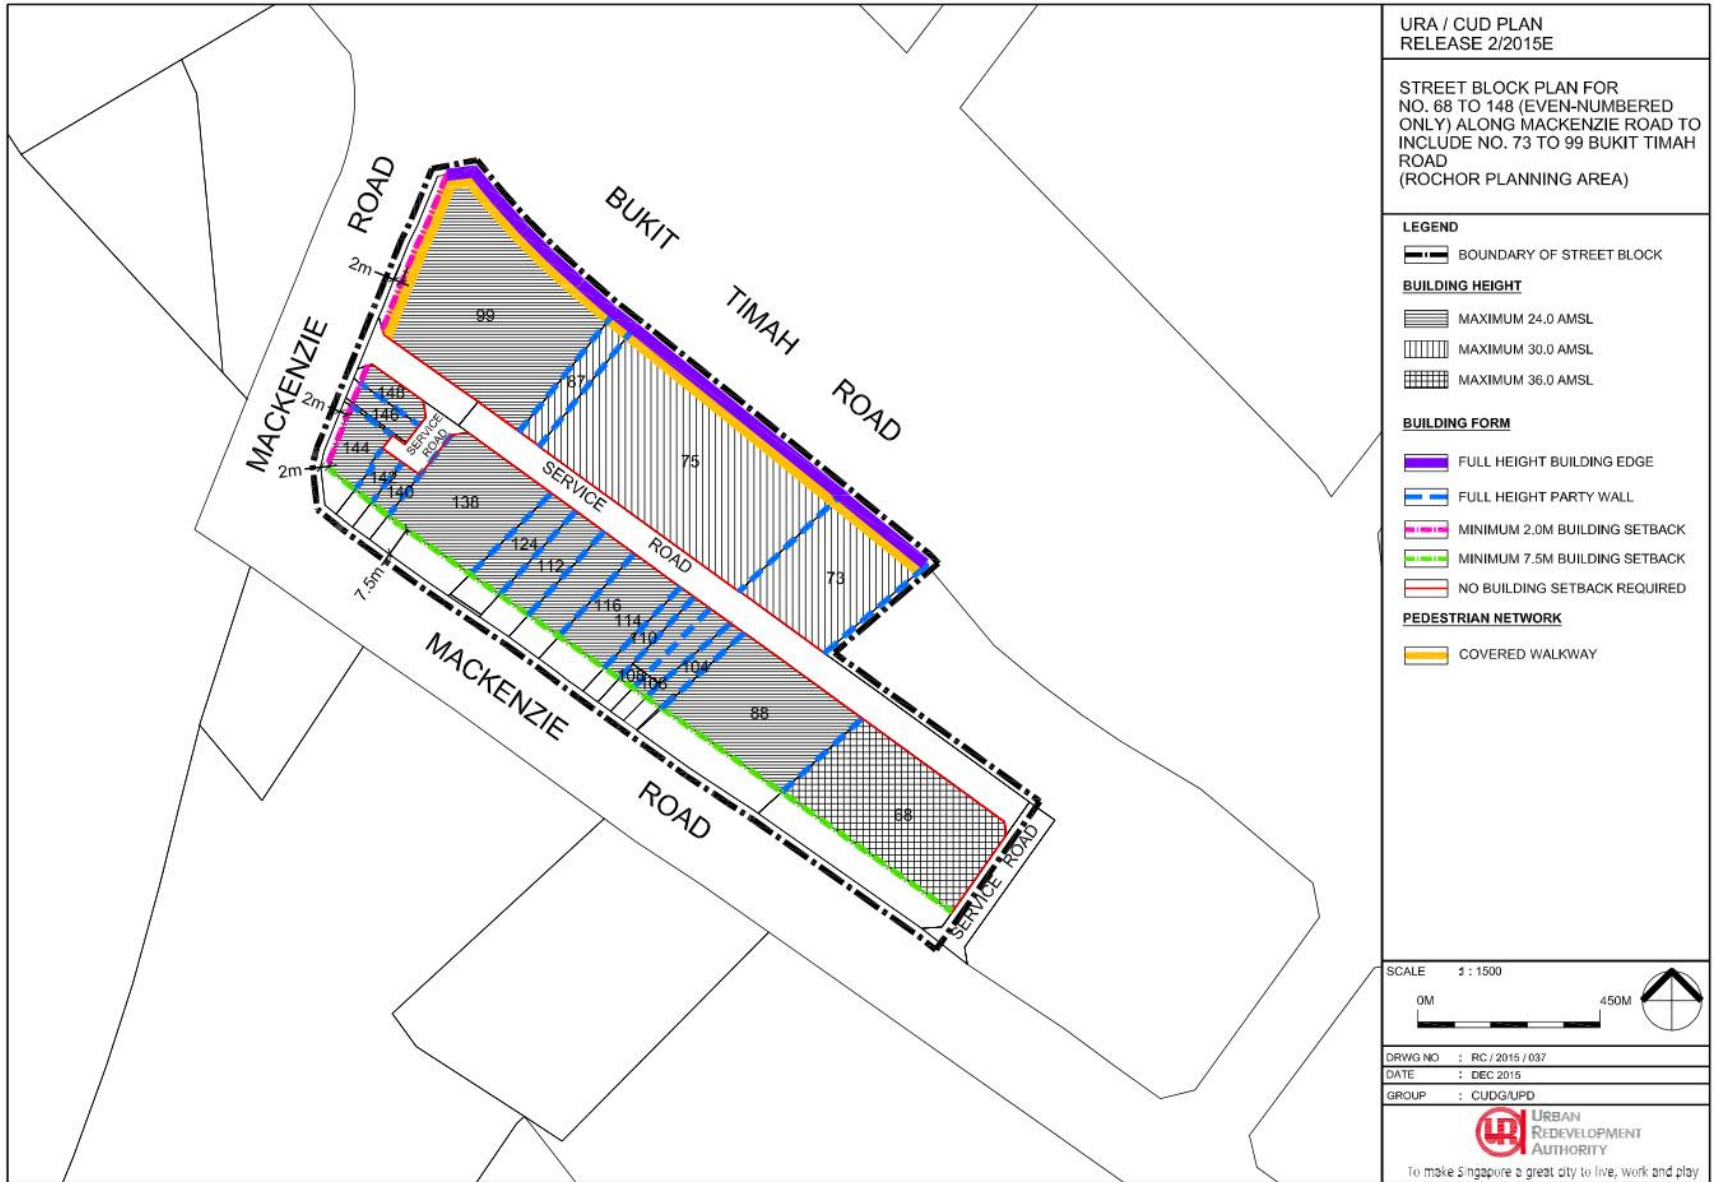 URA / CUD PLAN
RELEASE 2/2015E
STREET BLOCK PLAN FOR
NO. 68 TO 148 (EVEN-NUMBERED
ONLY) ALONG MACKENZIE ROAD TO
INCLUDE NO. 73 TO 99 BUKIT TIMAH
ROAD
(ROCHOR PLANNING AREA)
LEGEND
BOUNDARY OF STREET BLOCK
BUILDING HEIGHT
MAXIMUM 24.0 AMSL
MAXIMUM 30.0 AMSL
MAXIMUM 36.0 AMSL
BUILDING FORM
FULL HEIGHT BUILDING EDGE
FULL HEIGHT PARTY WALL
MINIMUM 2.0M BUILDING SETBACK
MINIMUM 7.5M BUILDING SETBACK
NO BUILDING SETBACK REQUIRED
PEDESTRIAN NETWORK
COVERED WALKWAY
SCALE 1 : 1500
0M 450M
DRWG NO : RC / 2015 / 037
DATE : DEC 2015
GROUP : CUDG/UPD
URBAN
REDEVELOPMENT
AUTHORITY
To make Singapore a great city to live, work and play
MACKENZIE ROAD
BUKIT TIMAH ROAD
MACKENZIE ROAD
SERVICE ROAD
SERVICE
ROAD
SERVICE ROAD
2m
2m
2m
7.5m
99
87
75
73
148
146
144
142
140
138
124
112
116
114
110
108
106
104
88
68